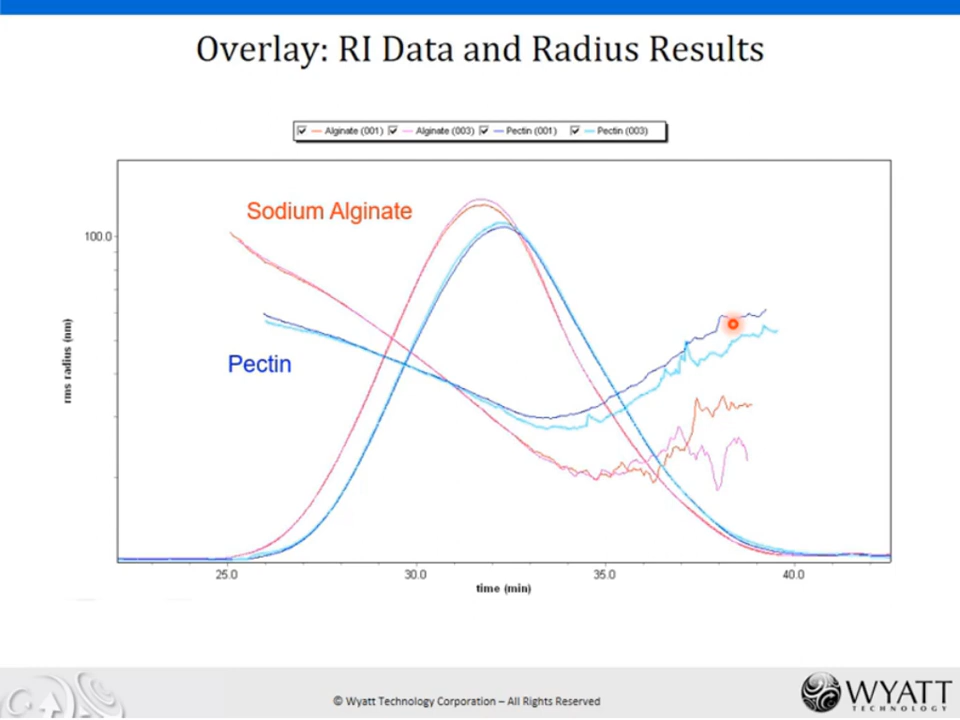 Overlay: RI Data and Radius Results
Alginate (001) Alginate (003) Pectin (001) Pectin (003)
Sodium Alginate
100.0
rms radius (nm)
Pectin
25.0 30.0 35.0 40.0
time (min)
© Wyatt Technology Corporation – All Rights Reserved
WYATT
TECHNOLOGY